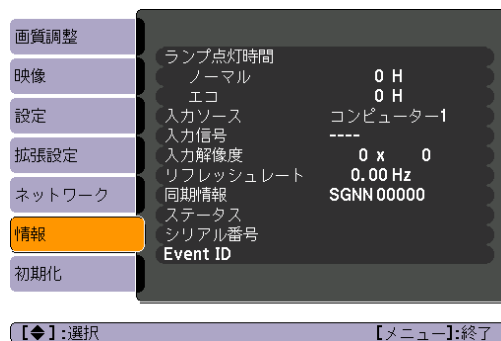 画質調整
映像
設定
拡張設定
ネットワーク
情報
初期化
ランプ点灯時間
ノーマル 0 H
エコ 0 H
入力ソース コンピューター1
入力信号 ----
入力解像度 0 x 0
リフレッシュレート 0.00 Hz
同期情報 SGNN 00000
ステータス
シリアル番号
Event ID
[◆]:選択 【メニュー】:終了